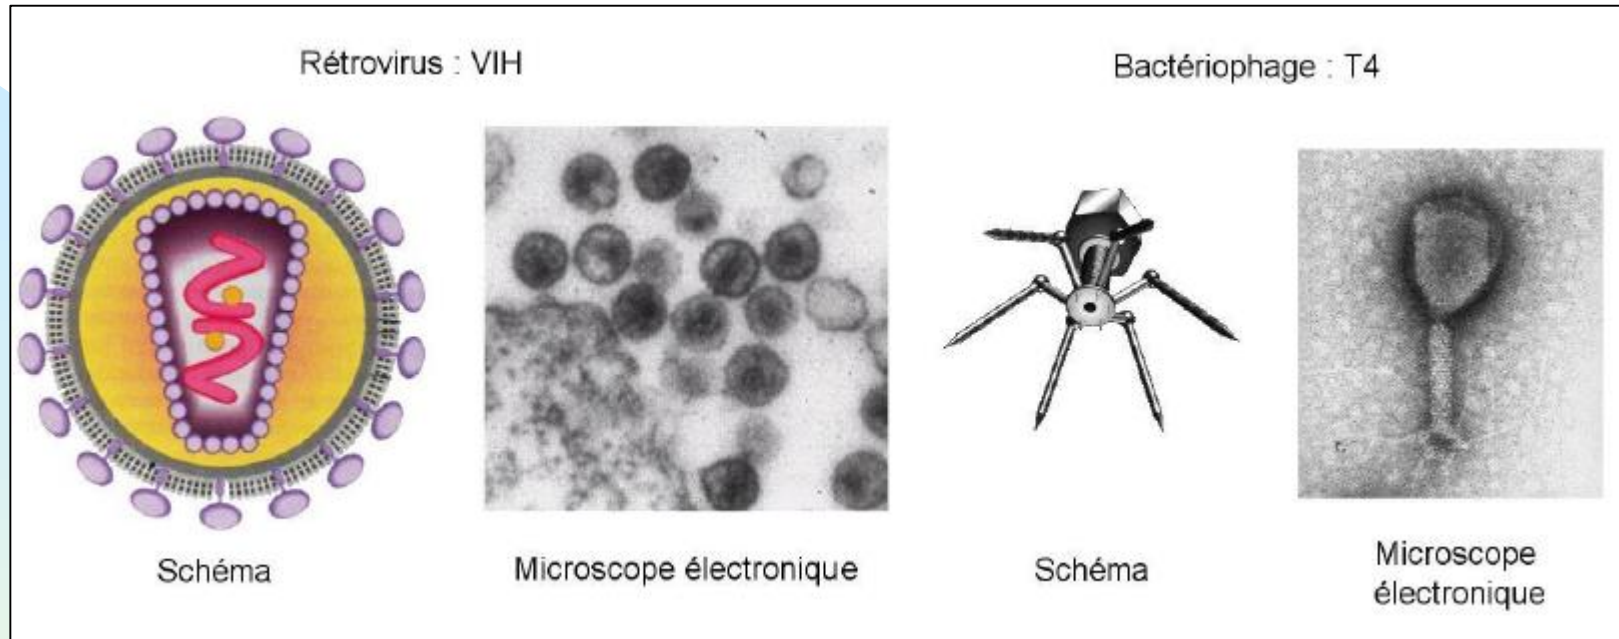 Rétrovirus : VIH
Bactériophage : T4
Schéma
Microscope électronique
Schéma
Microscope
électronique